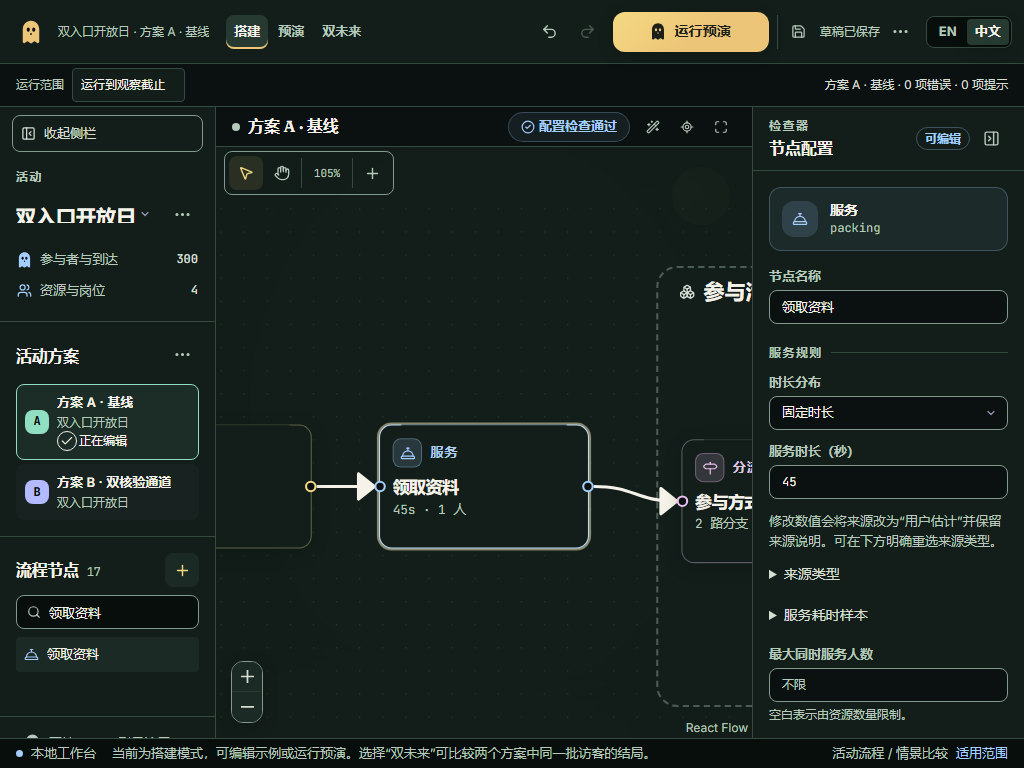 双入口开放日 · 方案 A · 基线
搭建
预演
双未来
运行预演
草稿已保存
EN
中文
运行范围
运行到观察截止
方案 A · 基线 · 0 项错误 · 0 项提示
收起侧栏
活动
双入口开放日
参与者与到达 300
资源与岗位 4
活动方案
A
方案 A · 基线
双入口开放日
正在编辑
B
方案 B · 双核验通道
双入口开放日
流程节点 17
领取资料
领取资料
方案 A · 基线
配置检查通过
105%
服务
领取资料
45s · 1 人
分流
参与方式
2 路分支
React Flow
检查器
节点配置
可编辑
服务
packing
节点名称
领取资料
服务规则
时长分布
固定时长
服务时长（秒）
45
修改数值会将来源改为“用户估计”并保留
来源说明。可在下方明确重选来源类型。
来源类型
服务耗时样本
最大同时服务人数
不限
空白表示由资源数量限制。
本地工作台
当前为搭建模式，可编辑示例或运行预演。选择“双未来”可比较两个方案中同一批访客的结局。
活动流程 / 情景比较
适用范围